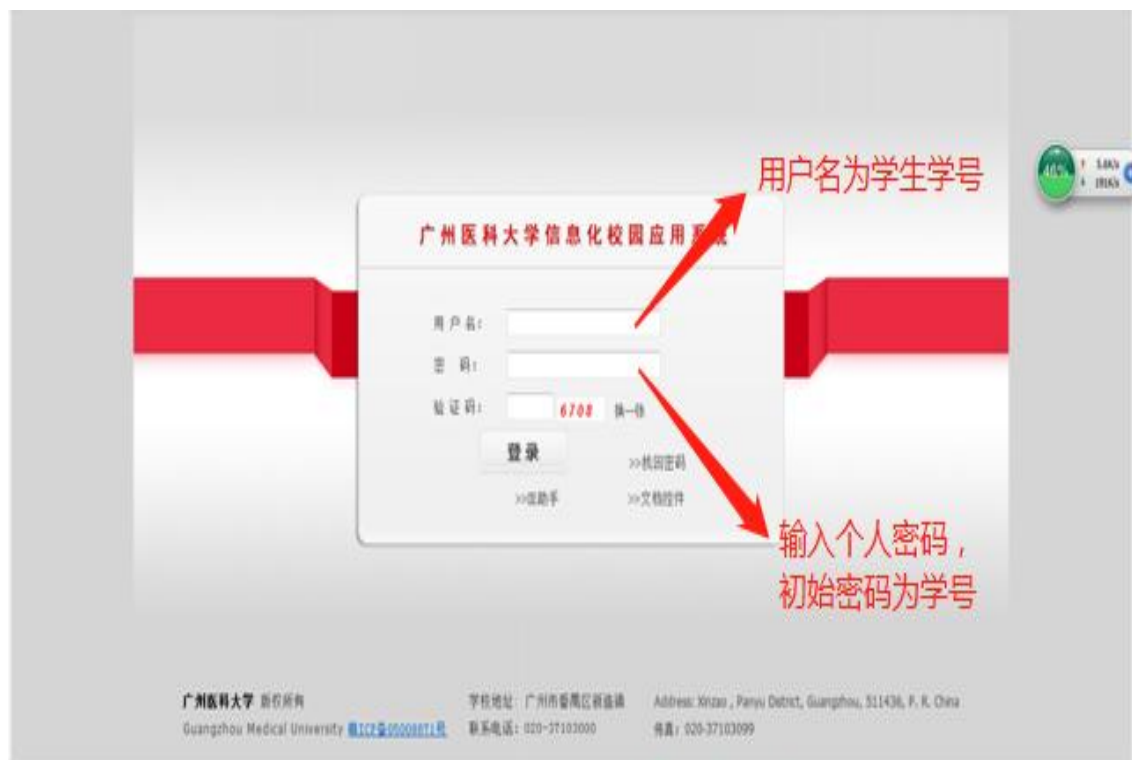 用户名为学生学号
广州医科大学信息化校园应用系统
用户名:
密 码:
验证码: 6708 换一张
登录
>>找回密码
>>文档控件
输入个人密码，
初始密码为学号
广州医科大学 版权所有 学校地址: 广州市番禺区新造镇 Address: Xinzao , Panyu District, Guangzhou, 511436, P. R. China
Guangzhou Medical University 联系电话: 020-37103000 传真: 020-37103099